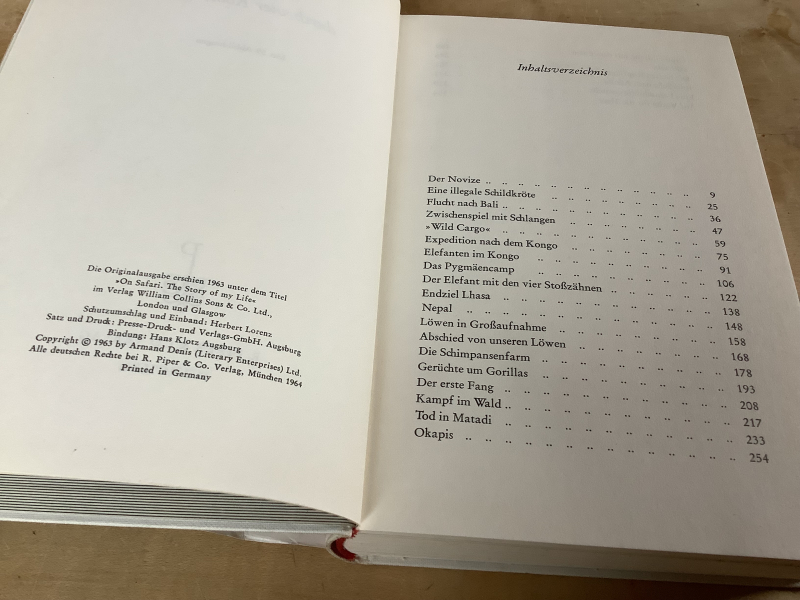 Die Originalausgabe erschien 1963 unter dem Titel
»On Safari. The Story of my Life«
im Verlag William Collins Sons & Co. Ltd.,
London und Glasgow
Schutzumschlag und Einband: Herbert Lorenz
Satz und Druck: Presse-Druck- und Verlags-GmbH. Augsburg
Bindung: Hans Klotz Augsburg
Copyright © 1963 by Armand Denis (Literary Enterprises) Ltd.
Alle deutschen Rechte bei R. Piper & Co. Verlag, München 1964
Printed in Germany
Inhaltsverzeichnis
Der Novize .. .. .. .. .. .. .. .. .. .. .. .. .. 9
Eine illegale Schildkröte .. .. .. .. .. .. .. .. .. 25
Flucht nach Bali .. .. .. .. .. .. .. .. .. .. .. .. 36
Zwischenspiel mit Schlangen .. .. .. .. .. .. .. .. 47
»Wild Cargo« .. .. .. .. .. .. .. .. .. .. .. .. 59
Expedition nach dem Kongo .. .. .. .. .. .. .. .. 75
Elefanten im Kongo .. .. .. .. .. .. .. .. .. .. 91
Das Pygmäencamp .. .. .. .. .. .. .. .. .. .. 106
Der Elefant mit den vier Stoßzähnen .. .. .. .. .. .. 122
Endziel Lhasa .. .. .. .. .. .. .. .. .. .. .. .. 138
Nepal .. .. .. .. .. .. .. .. .. .. .. .. .. .. 148
Löwen in Großaufnahme .. .. .. .. .. .. .. .. .. 158
Abschied von unseren Löwen .. .. .. .. .. .. .. .. 168
Die Schimpansenfarm .. .. .. .. .. .. .. .. .. .. 178
Gerüchte um Gorillas .. .. .. .. .. .. .. .. .. .. 193
Der erste Fang .. .. .. .. .. .. .. .. .. .. .. .. 208
Kampf im Wald .. .. .. .. .. .. .. .. .. .. .. .. 217
Tod in Matadi .. .. .. .. .. .. .. .. .. .. .. .. 233
Okapis .. .. .. .. .. .. .. .. .. .. .. .. .. .. 254